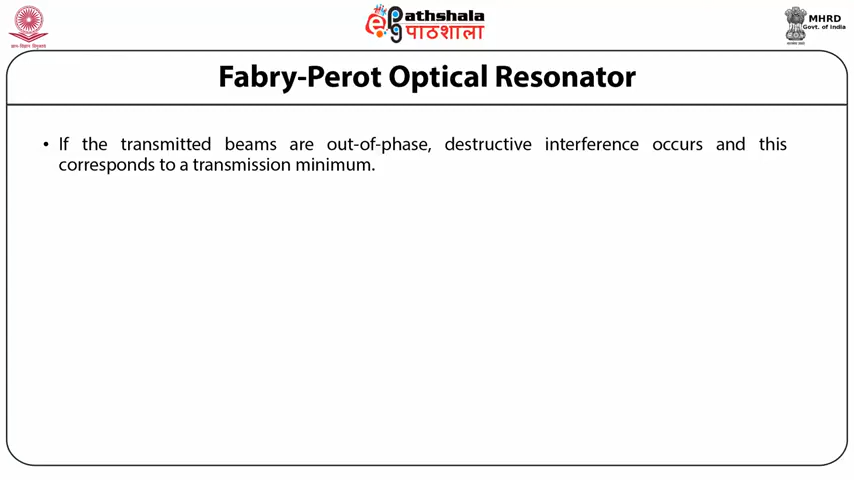 ePathshala
पाठशाला
MHRD
Govt. of India
Fabry-Perot Optical Resonator
• If the transmitted beams are out-of-phase, destructive interference occurs and this
corresponds to a transmission minimum.